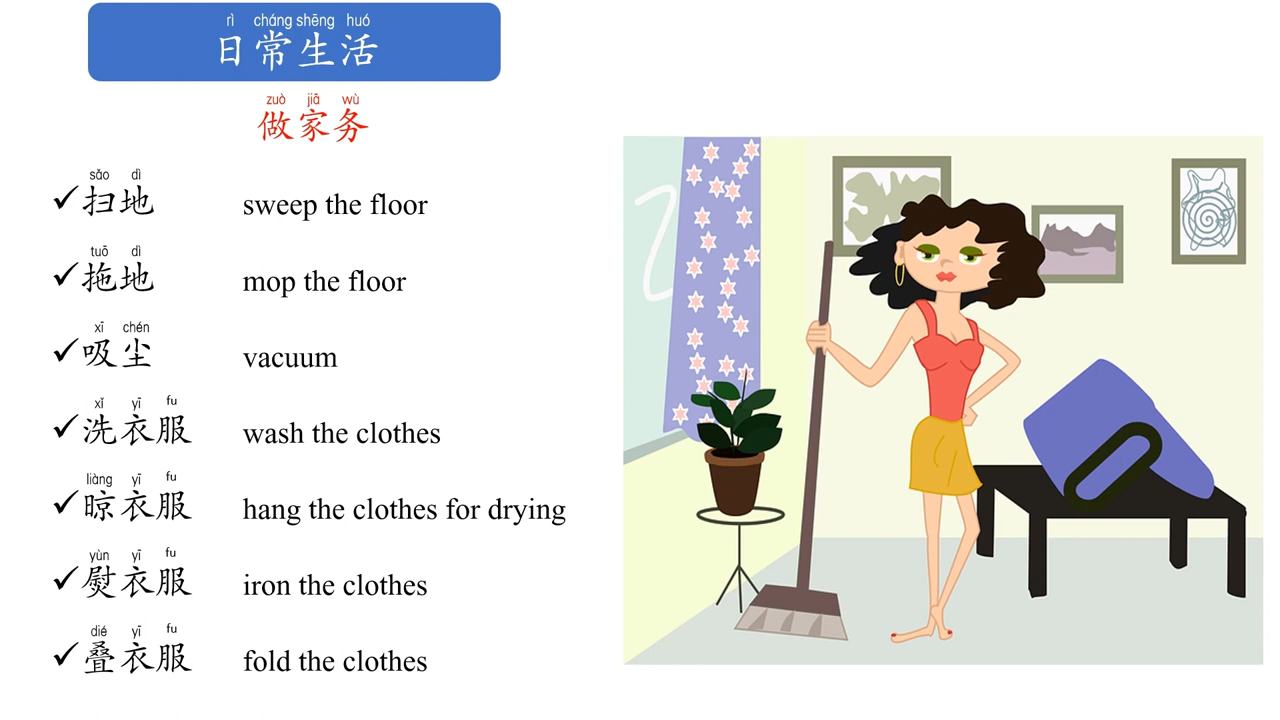 rì cháng shēng huó
日常生活
zuò jiā wù
做家务
sǎo dì
✓扫地 sweep the floor
tuō dì
✓拖地 mop the floor
xī chén
✓吸尘 vacuum
xǐ yī fu
✓洗衣服 wash the clothes
liàng yī fu
✓晾衣服 hang the clothes for drying
yùn yī fu
✓熨衣服 iron the clothes
dié yī fu
✓叠衣服 fold the clothes